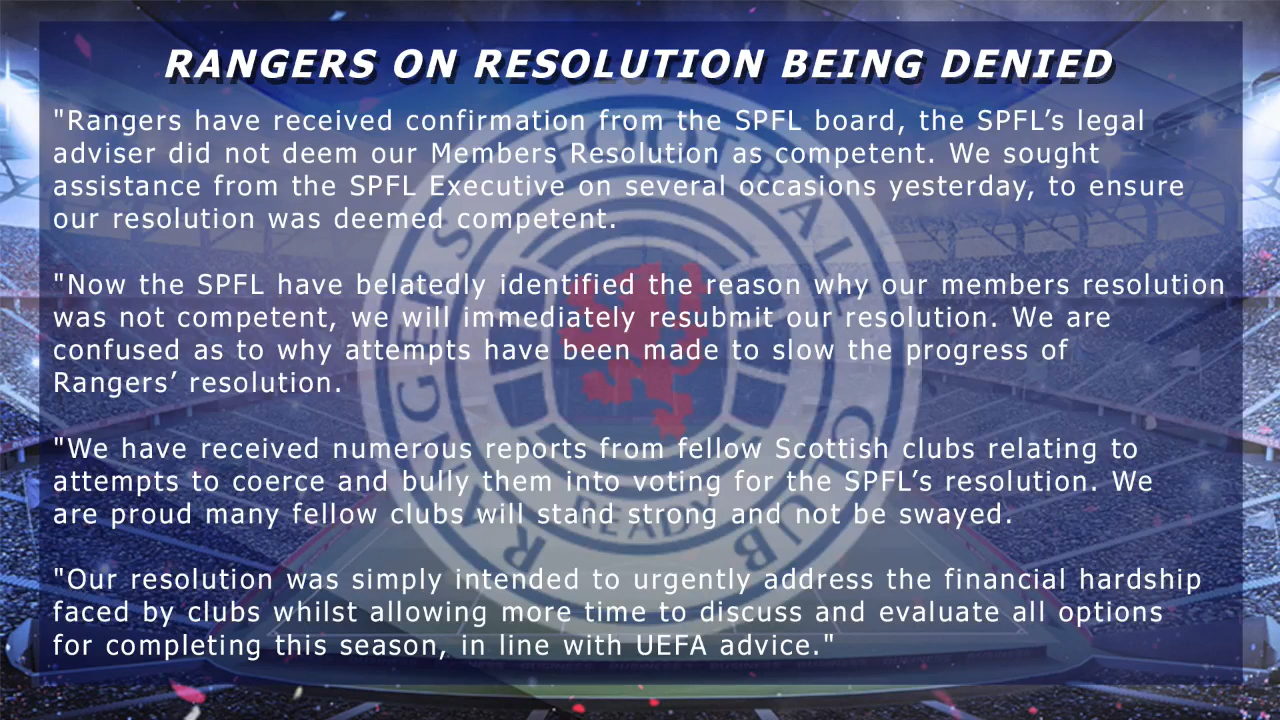 RANGERS ON RESOLUTION BEING DENIED
"Rangers have received confirmation from the SPFL board, the SPFL’s legal
adviser did not deem our Members Resolution as competent. We sought
assistance from the SPFL Executive on several occasions yesterday, to ensure
our resolution was deemed competent.
"Now the SPFL have belatedly identified the reason why our members resolution
was not competent, we will immediately resubmit our resolution. We are
confused as to why attempts have been made to slow the progress of
Rangers’ resolution.
"We have received numerous reports from fellow Scottish clubs relating to
attempts to coerce and bully them into voting for the SPFL’s resolution. We
are proud many fellow clubs will stand strong and not be swayed.
"Our resolution was simply intended to urgently address the financial hardship
faced by clubs whilst allowing more time to discuss and evaluate all options
for completing this season, in line with UEFA advice."
RANGERS FOOTBALL CLUB
READY